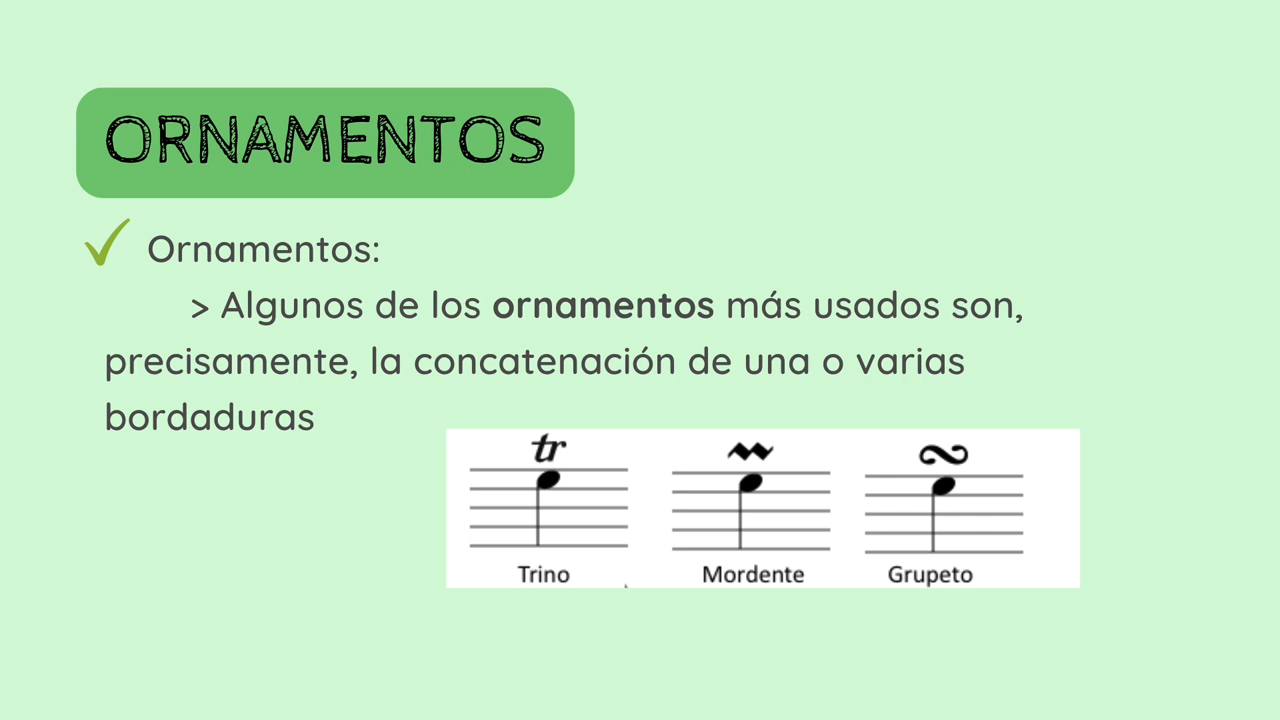 ORNAMENTOS
Ornamentos:
> Algunos de los ornamentos más usados son,
precisamente, la concatenación de una o varias
bordaduras
tr
Trino Mordente Grupeto